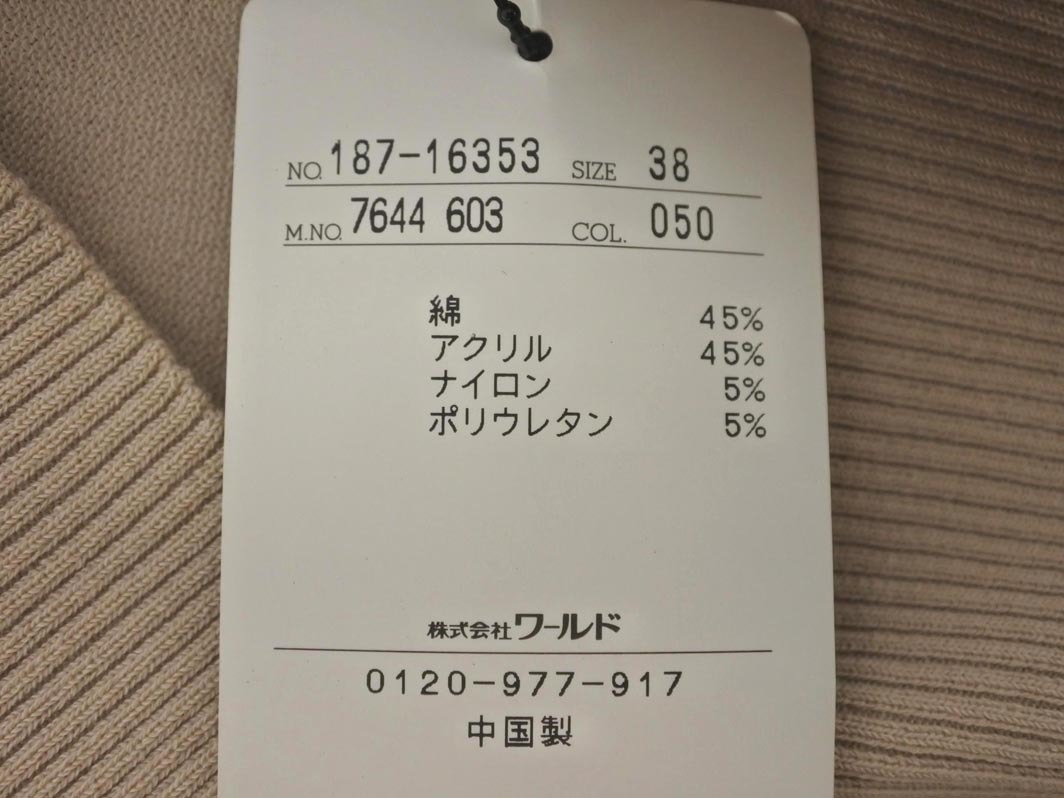 NO. 187-16353 SIZE 38
M.NO. 7644 603 COL. 050
綿 45%
アクリル 45%
ナイロン 5%
ポリウレタン 5%
株式会社ワールド
0120-977-917
中国製